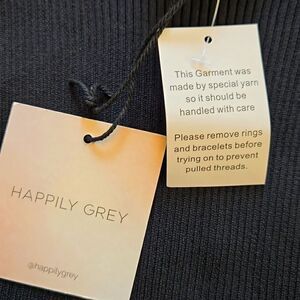 This Garment was
made by special yarn
so it should be
handled with care
Please remove rings
and bracelets before
trying on to prevent
pulled threads.
HAPPILY GREY
@happilygrey